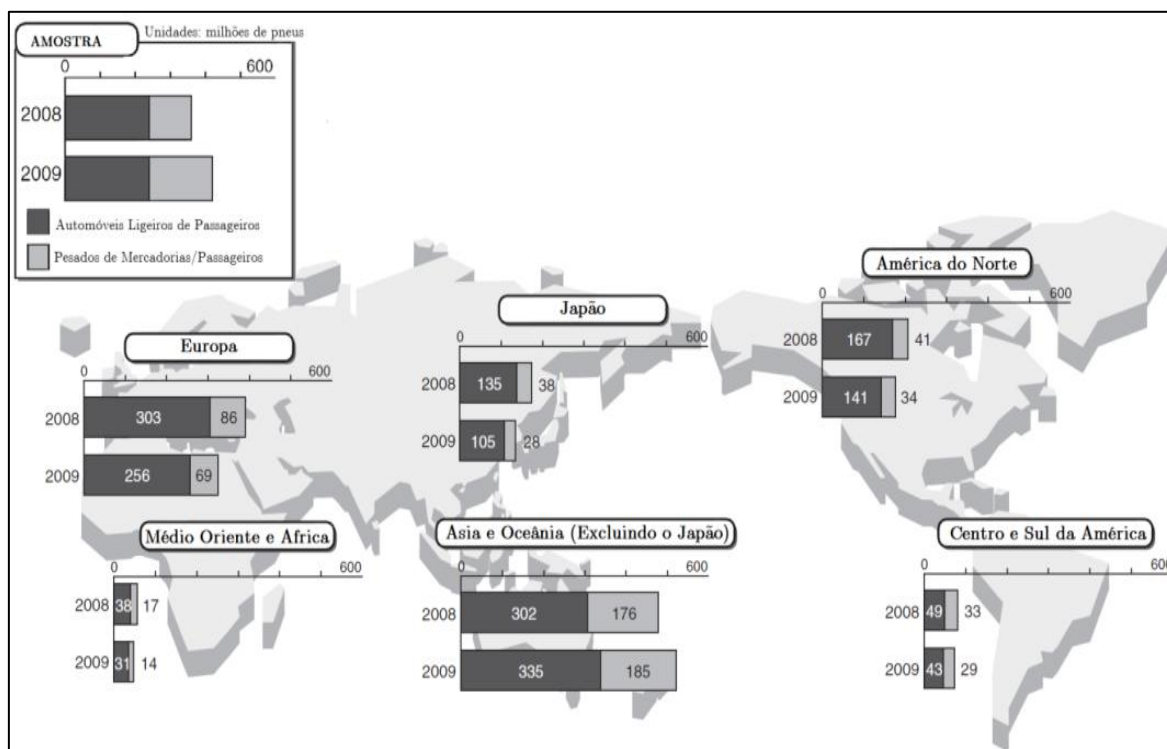 AMOSTRA
Unidades: milhões de pneus
0 600
2008
2009
Automóveis Ligeiros de Passageiros
Pesados de Mercadorias/Passageiros
América do Norte
0 600
2008 167 41
2009 141 34
Japão
0 600
2008 135 38
2009 105 28
Europa
0 600
2008 303 86
2009 256 69
Médio Oriente e Africa
0 600
2008 38 17
2009 31 14
Asia e Oceânia (Excluindo o Japão)
0 600
2008 302 176
2009 335 185
Centro e Sul da América
0 600
2008 49 33
2009 43 29